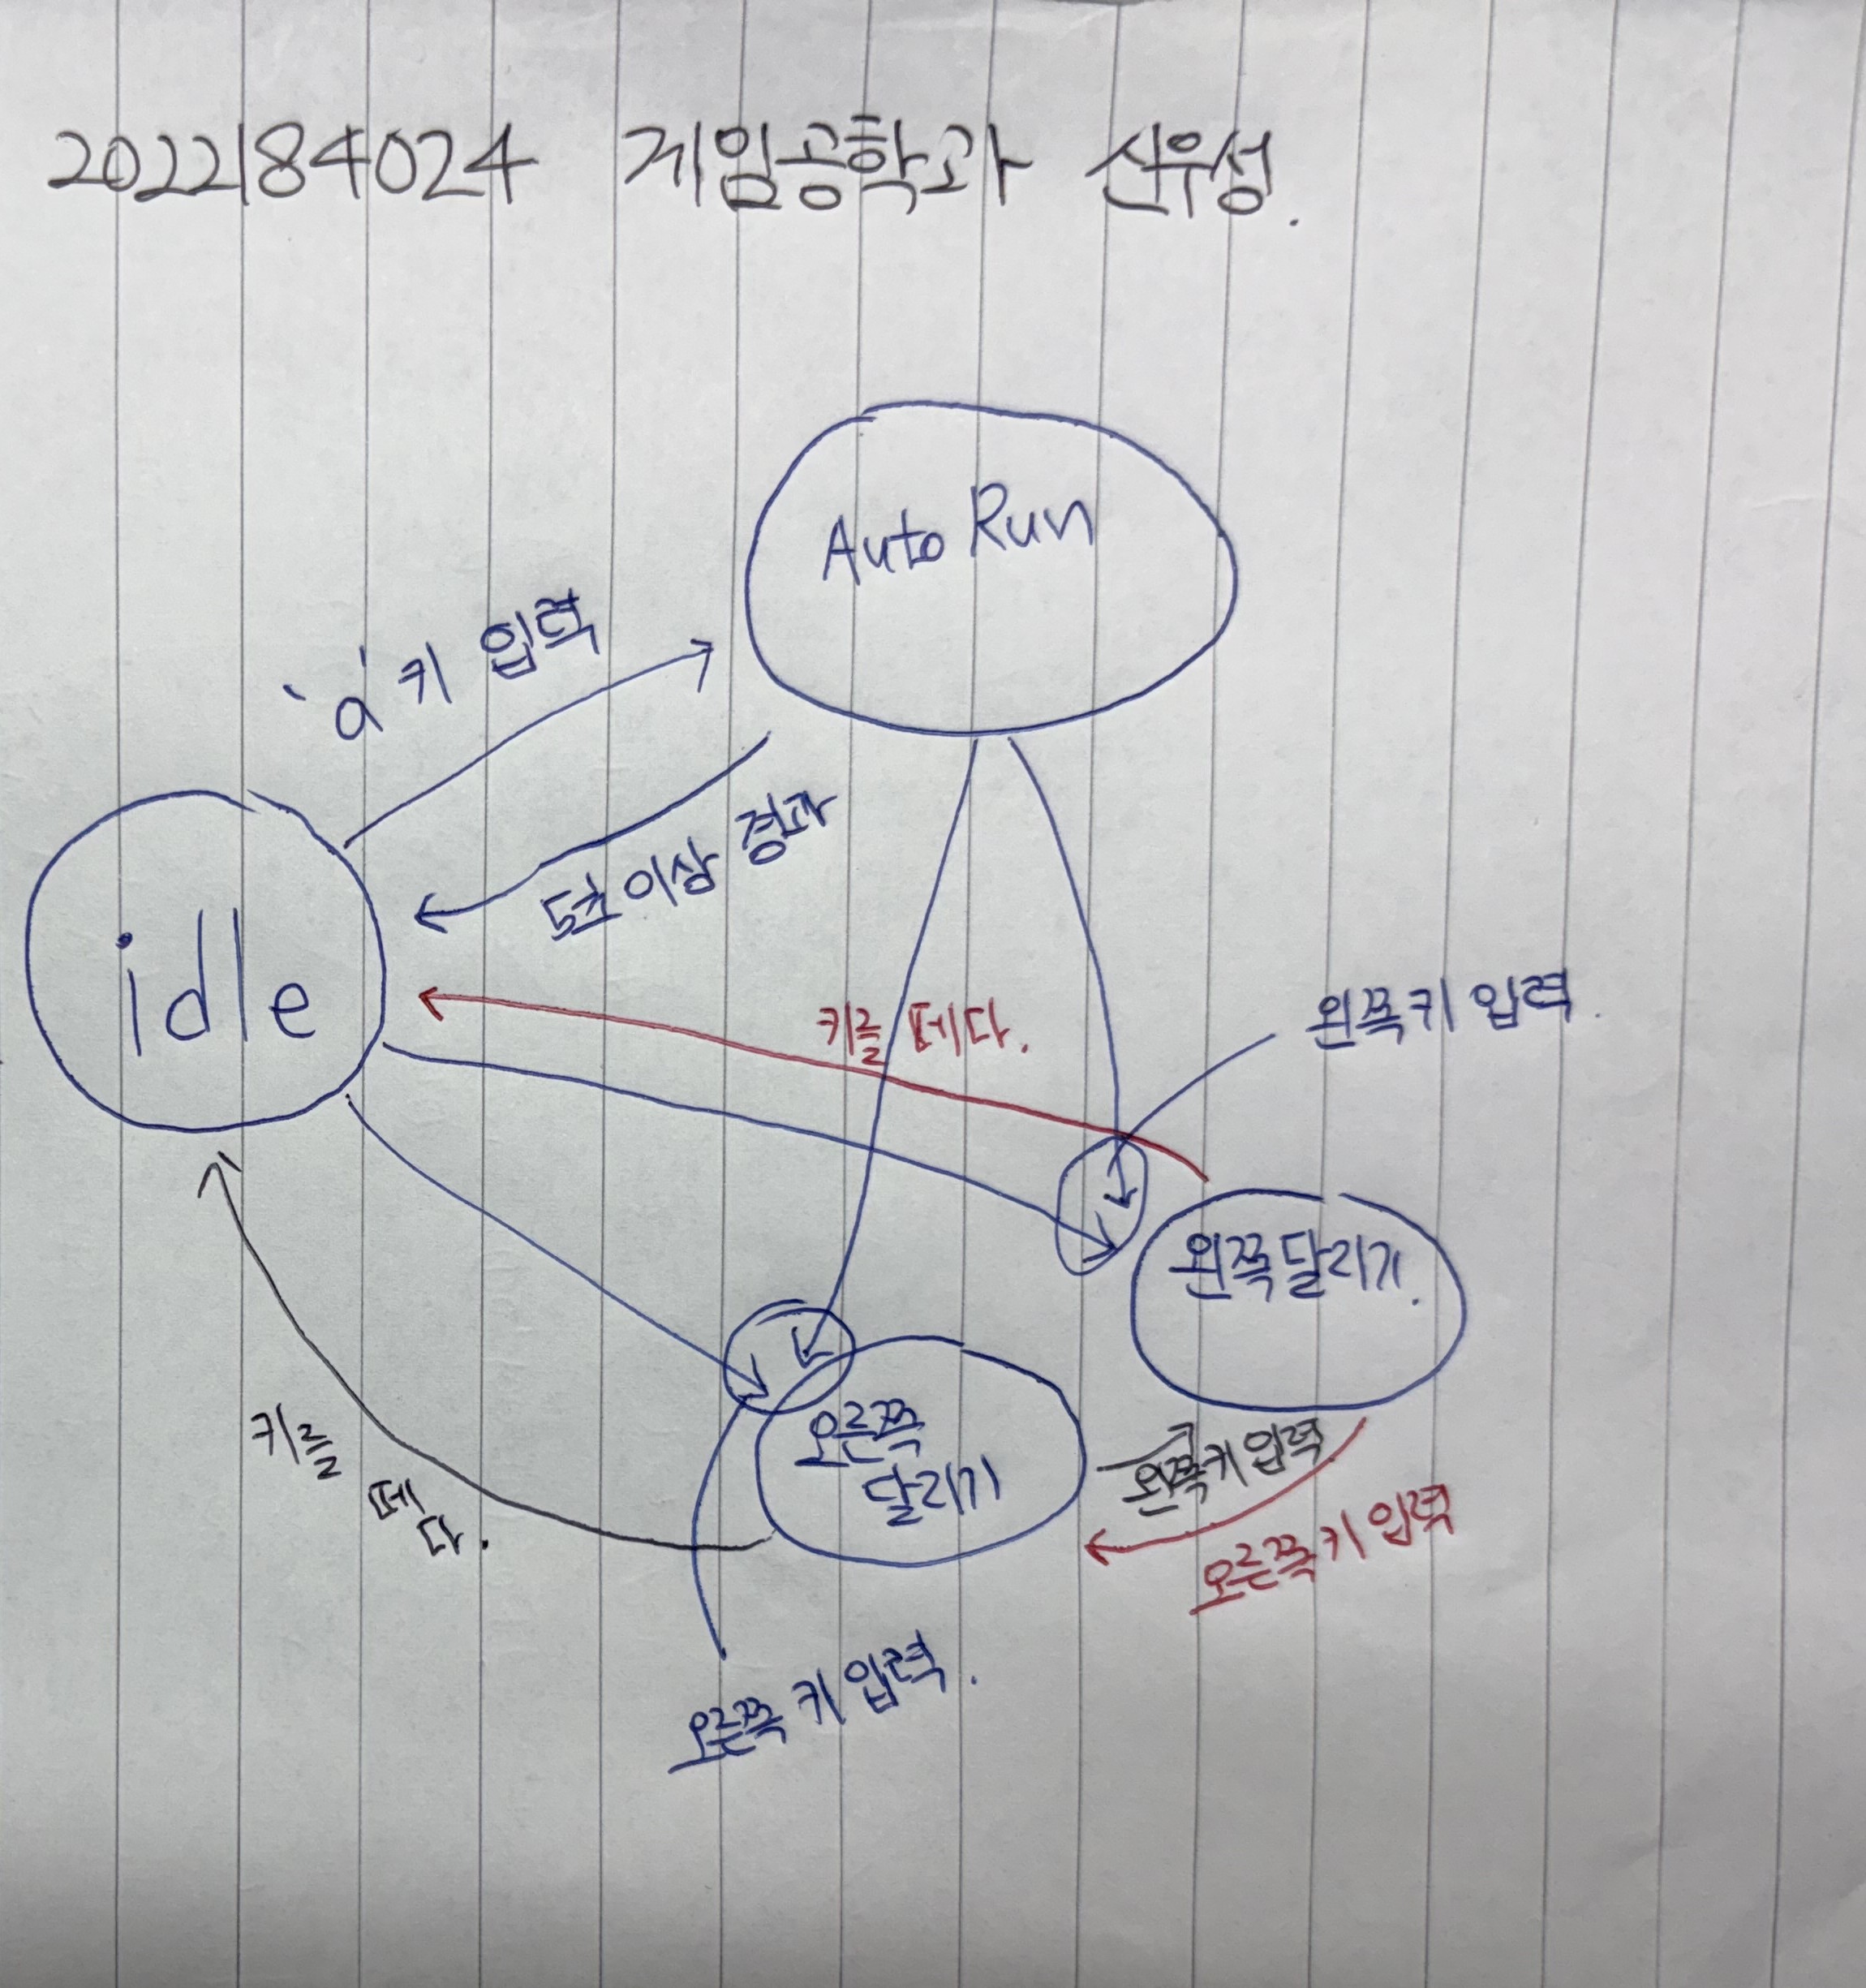 2022184024 게임공학과 신우성.
Auto Run
'a' 키 입력
5초 이상 경과
idle
키를 떼다.
왼쪽 키 입력.
왼쪽 달리기.
오른쪽
달리기
왼쪽 키 입력
오른쪽 키 입력
키를
떼
다.
오른쪽 키 입력.